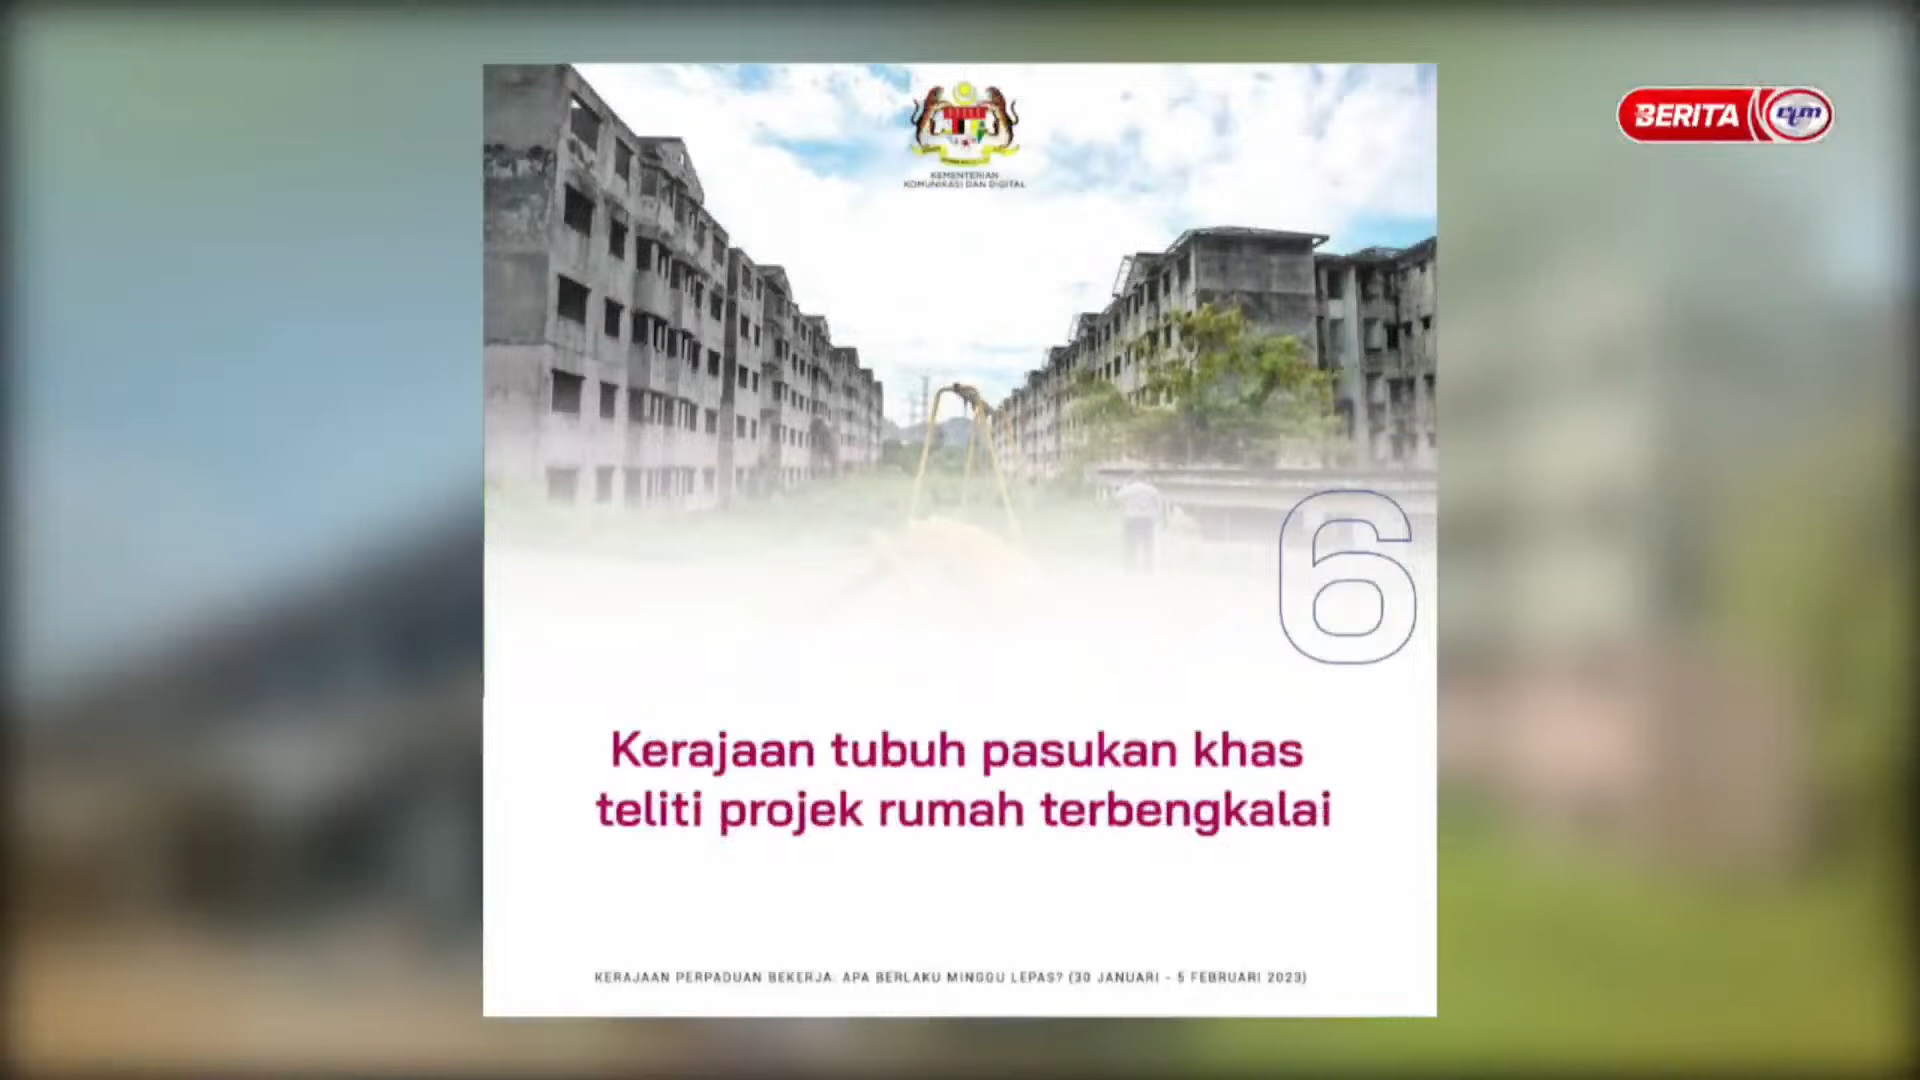 BERITA rtm
KEMENTERIAN
KOMUNIKASI DAN DIGITAL
6
Kerajaan tubuh pasukan khas
teliti projek rumah terbengkalai
KERAJAAN PERPADUAN BEKERJA: APA BERLAKU MINGGU LEPAS? (30 JANUARI - 5 FEBRUARI 2023)